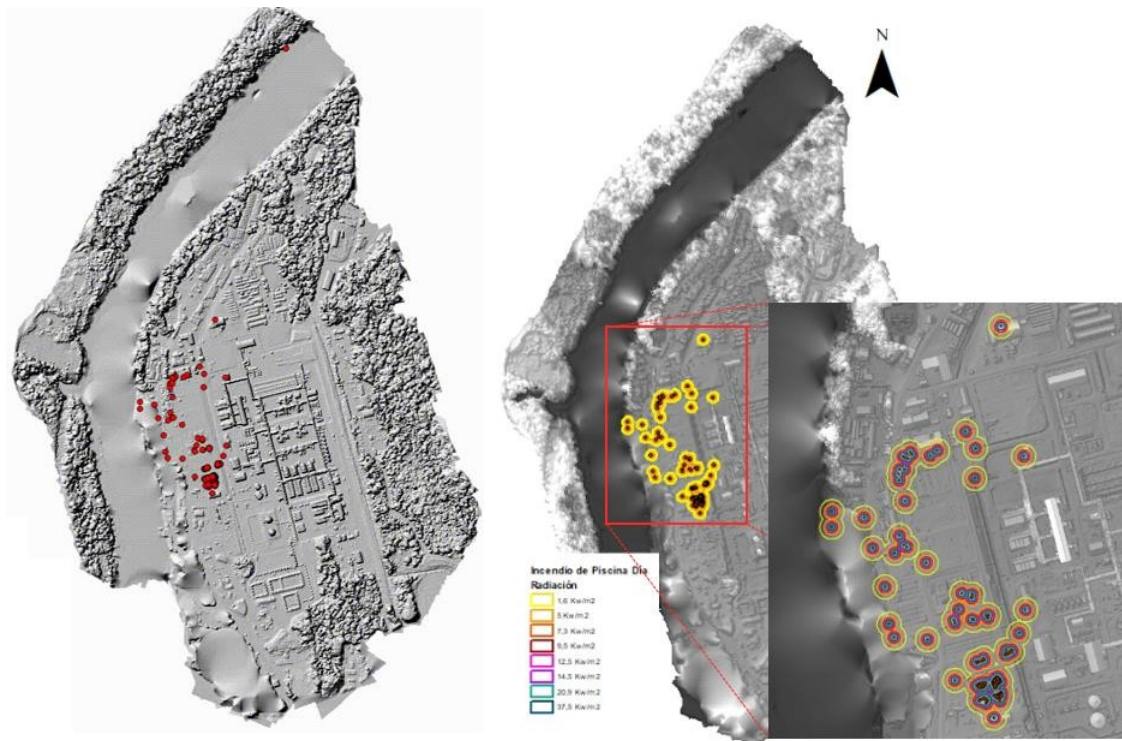 N
Incendio de Piscina Día
Radiación
1,6 Kw/m2
5 Kw/m2
7,3 Kw/m2
9,5 Kw/m2
12,5 Kw/m2
14,5 Kw/m2
20,9 Kw/m2
37,5 Kw/m2